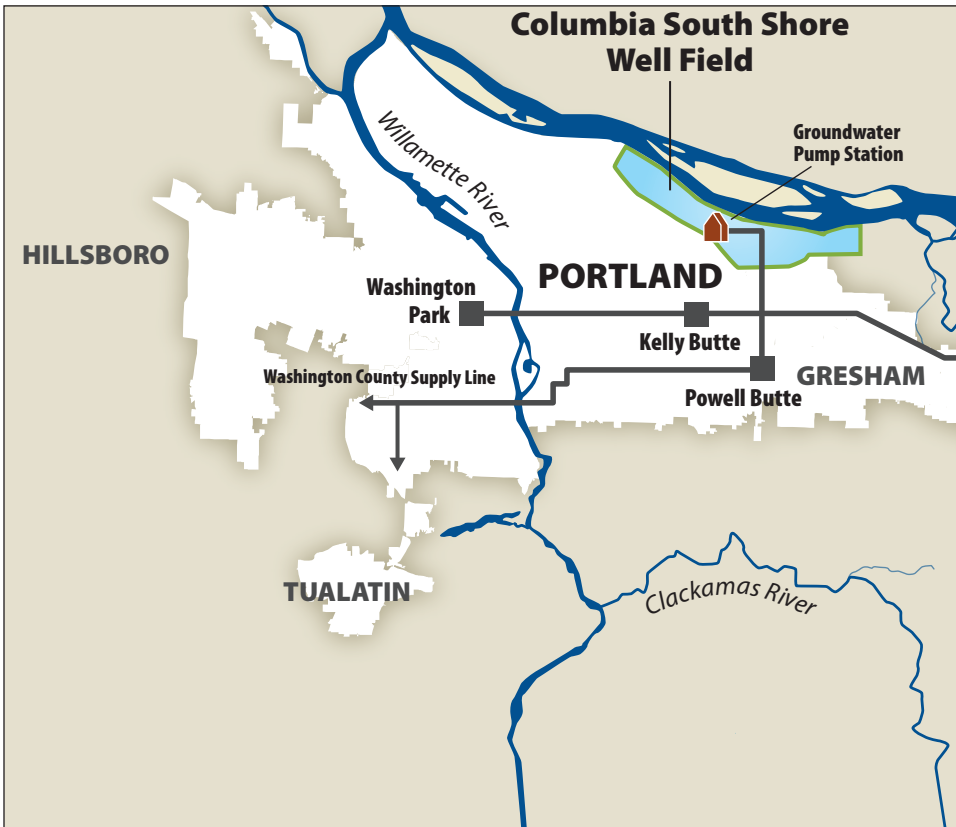 Columbia South Shore
Well Field
Groundwater
Pump Station
Willamette River
HILLSBORO
PORTLAND
Washington
Park
Kelly Butte
Washington County Supply Line
GRESHAM
Powell Butte
TUALATIN
Clackamas River